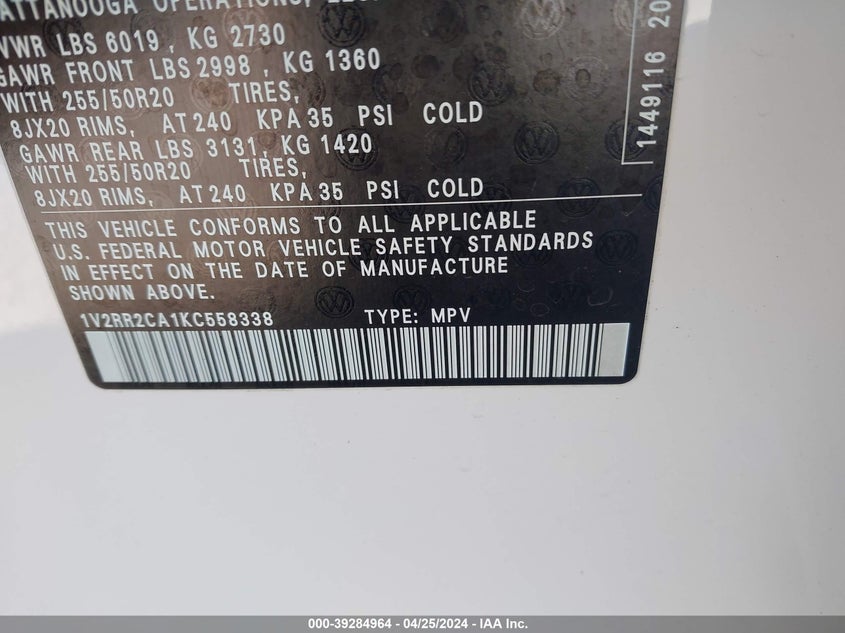 OPERATIONS,
LBS 6019 , KG 2730
GAWR FRONT LBS 2998 , KG 1360
WITH 255/50R20 TIRES,
8JX20 RIMS, AT 240 KPA 35 PSI COLD
GAWR REAR LBS 3131, KG 1420
WITH 255/50R20 TIRES,
8JX20 RIMS, AT 240 KPA 35 PSI COLD
THIS VEHICLE CONFORMS TO ALL APPLICABLE
U.S. FEDERAL MOTOR VEHICLE SAFETY STANDARDS
IN EFFECT ON THE DATE OF MANUFACTURE
SHOWN ABOVE.
1V2RR2CA1KC558338 TYPE: MPV
1449116 20
000-39284964 - 04/25/2024 - IAA Inc.